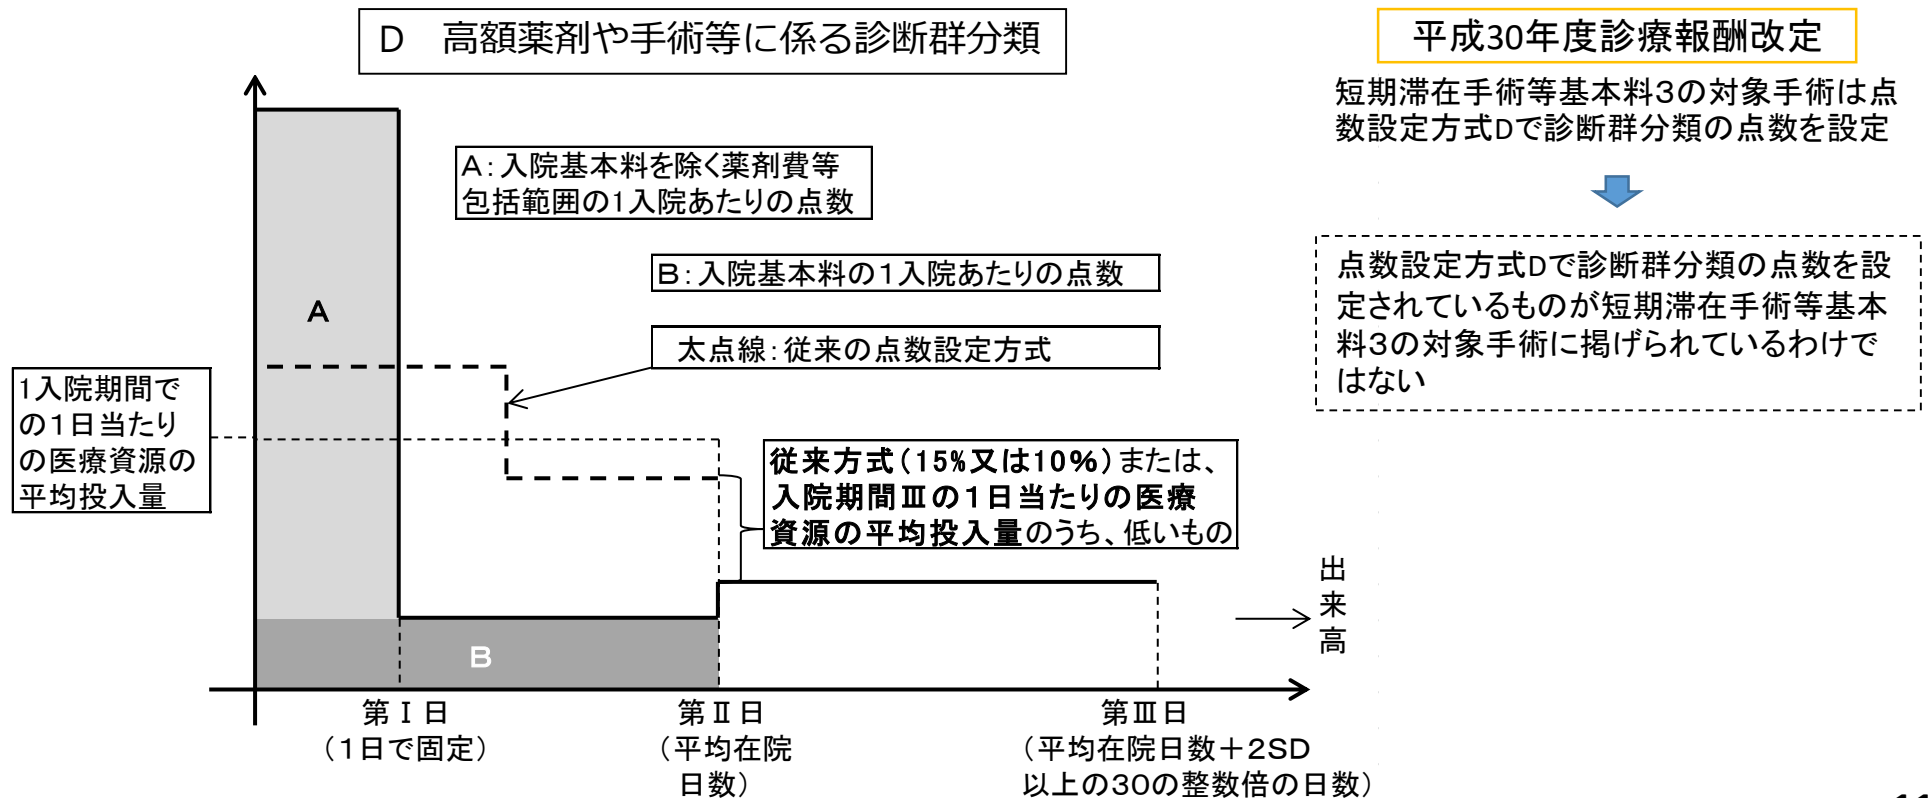 D 高額薬剤や手術等に係る診断群分類
平成30年度診療報酬改定
短期滞在手術等基本料3の対象手術は点
数設定方式Dで診断群分類の点数を設定
点数設定方式Dで診断群分類の点数を設
定されているものが短期滞在手術等基本
料3の対象手術に掲げられているわけで
はない
A:入院基本料を除く薬剤費等
包括範囲の1入院あたりの点数
B:入院基本料の1入院あたりの点数
太点線:従来の点数設定方式
A
B
1入院期間で
の1日当たり
の医療資源の
平均投入量
従来方式(15%又は10%)または、
入院期間Ⅲの1日当たりの医療
資源の平均投入量のうち、低いもの
出
来
高
第Ⅰ日
(1日で固定)
第Ⅱ日
(平均在院
日数)
第Ⅲ日
(平均在院日数+2SD
以上の30の整数倍の日数)